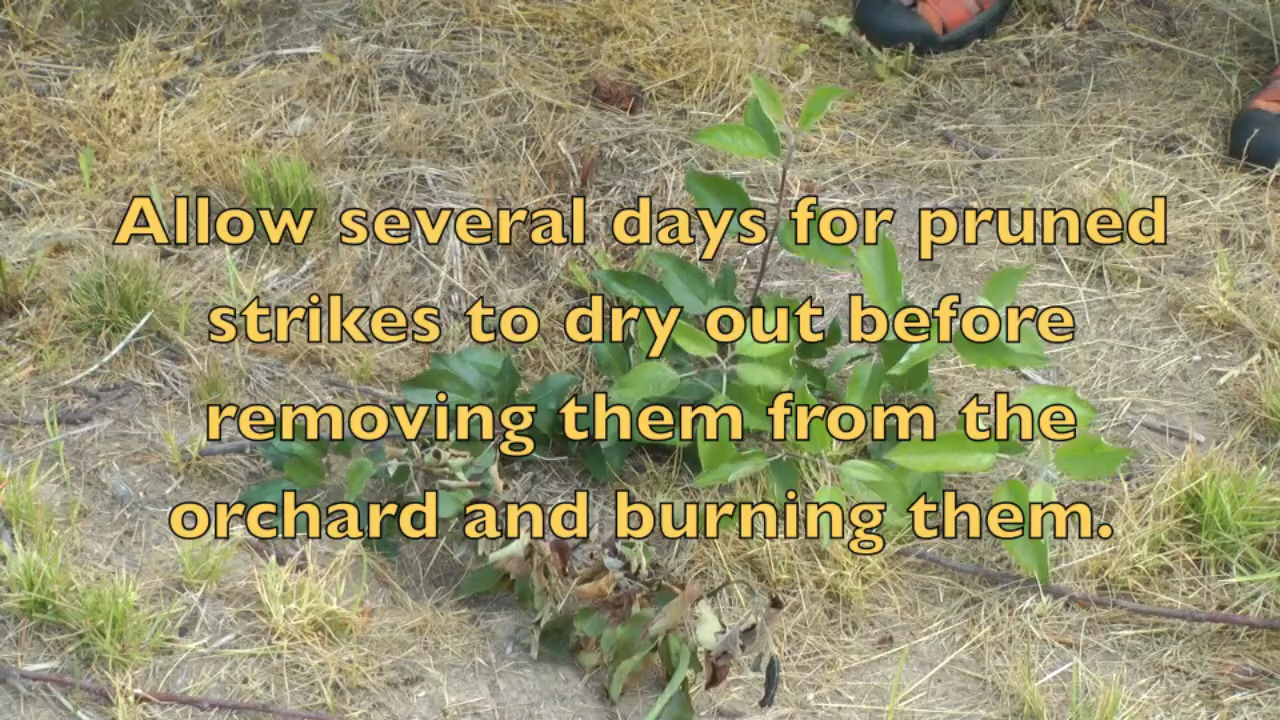 Allow several days for pruned
strikes to dry out before
removing them from the
orchard and burning them.